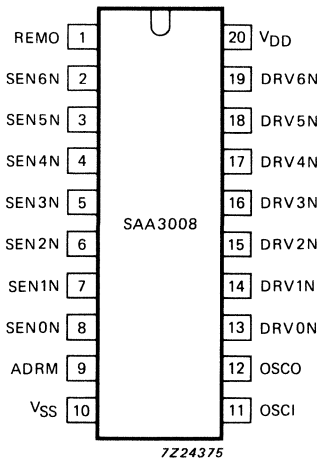 REMO 1 20 VDD
SEN6N 2 19 DRV6N
SEN5N 3 18 DRV5N
SEN4N 4 17 DRV4N
SEN3N 5 16 DRV3N
SAA3008
SEN2N 6 15 DRV2N
SEN1N 7 14 DRV1N
SEN0N 8 13 DRV0N
ADRM 9 12 OSCO
VSS 10 11 OSCI
7Z24375